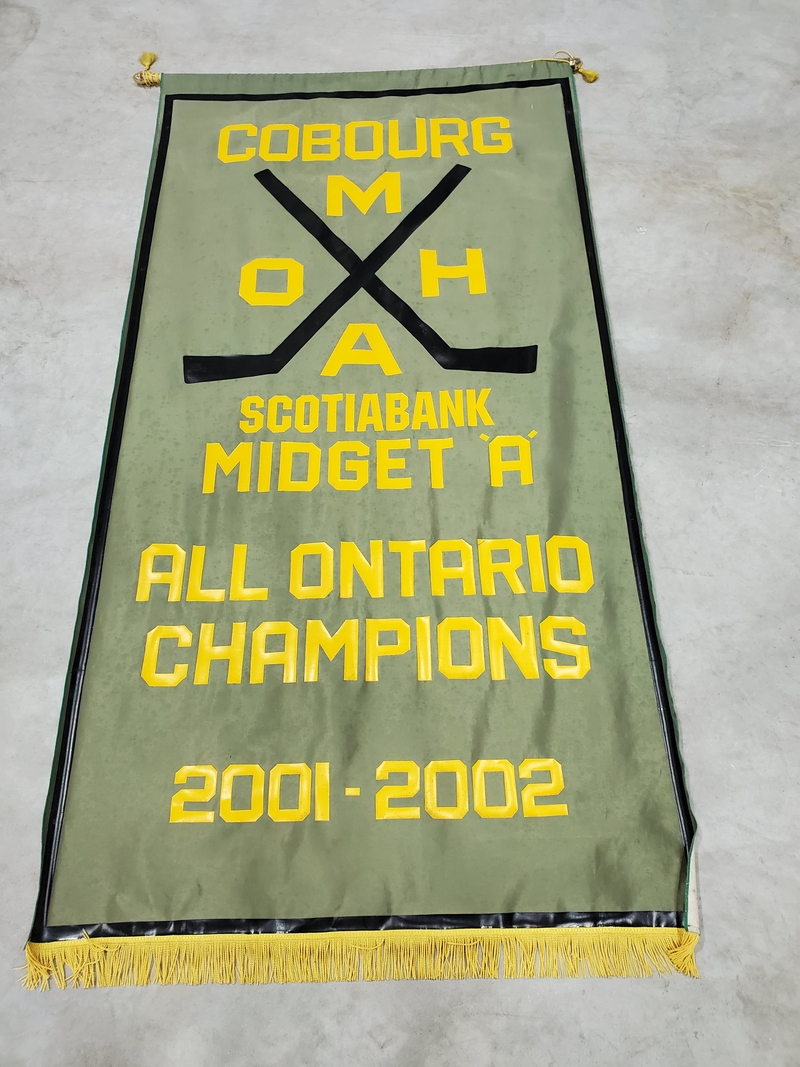 COBOURG
M
O H
A
SCOTIABANK
MIDGET `A´
ALL ONTARIO
CHAMPIONS
2001-2002